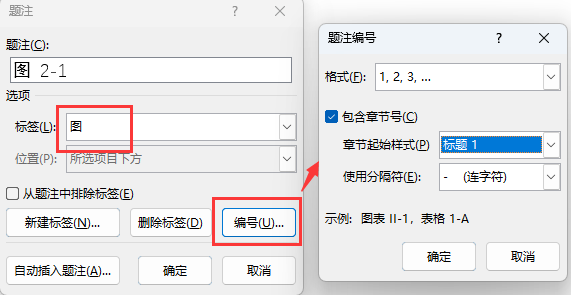 题注
?
题注(C):
图 2-1
选项
标签(L):
图
位置(P):
所选项目下方
从题注中排除标签(E)
新建标签(N)...
删除标签(D)
编号(U)...
自动插入题注(A)...
确定
取消
题注编号
?
格式(F):
1, 2, 3, ...
包含章节号(C)
章节起始样式(P)
标题 1
使用分隔符(E):
- (连字符)
示例: 图表 II-1，表格 1-A
确定
取消